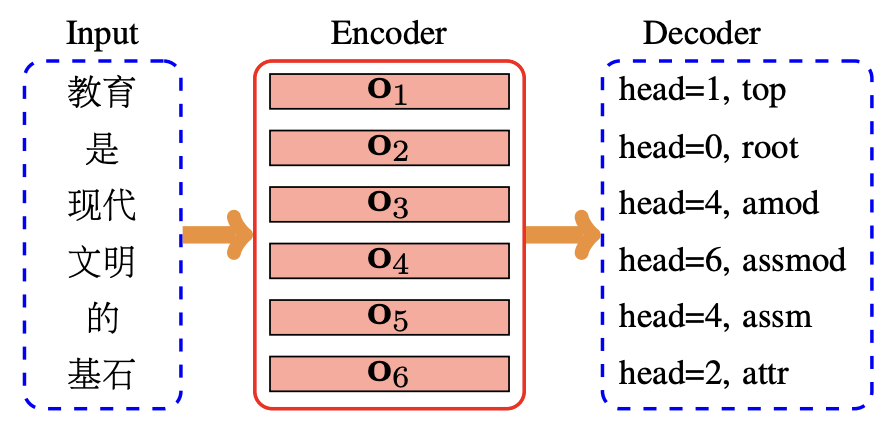 Input Encoder Decoder
教育 o1 head=1, top
是 o2 head=0, root
现代 o3 head=4, amod
文明 o4 head=6, assmod
的 o5 head=4, assm
基石 o6 head=2, attr